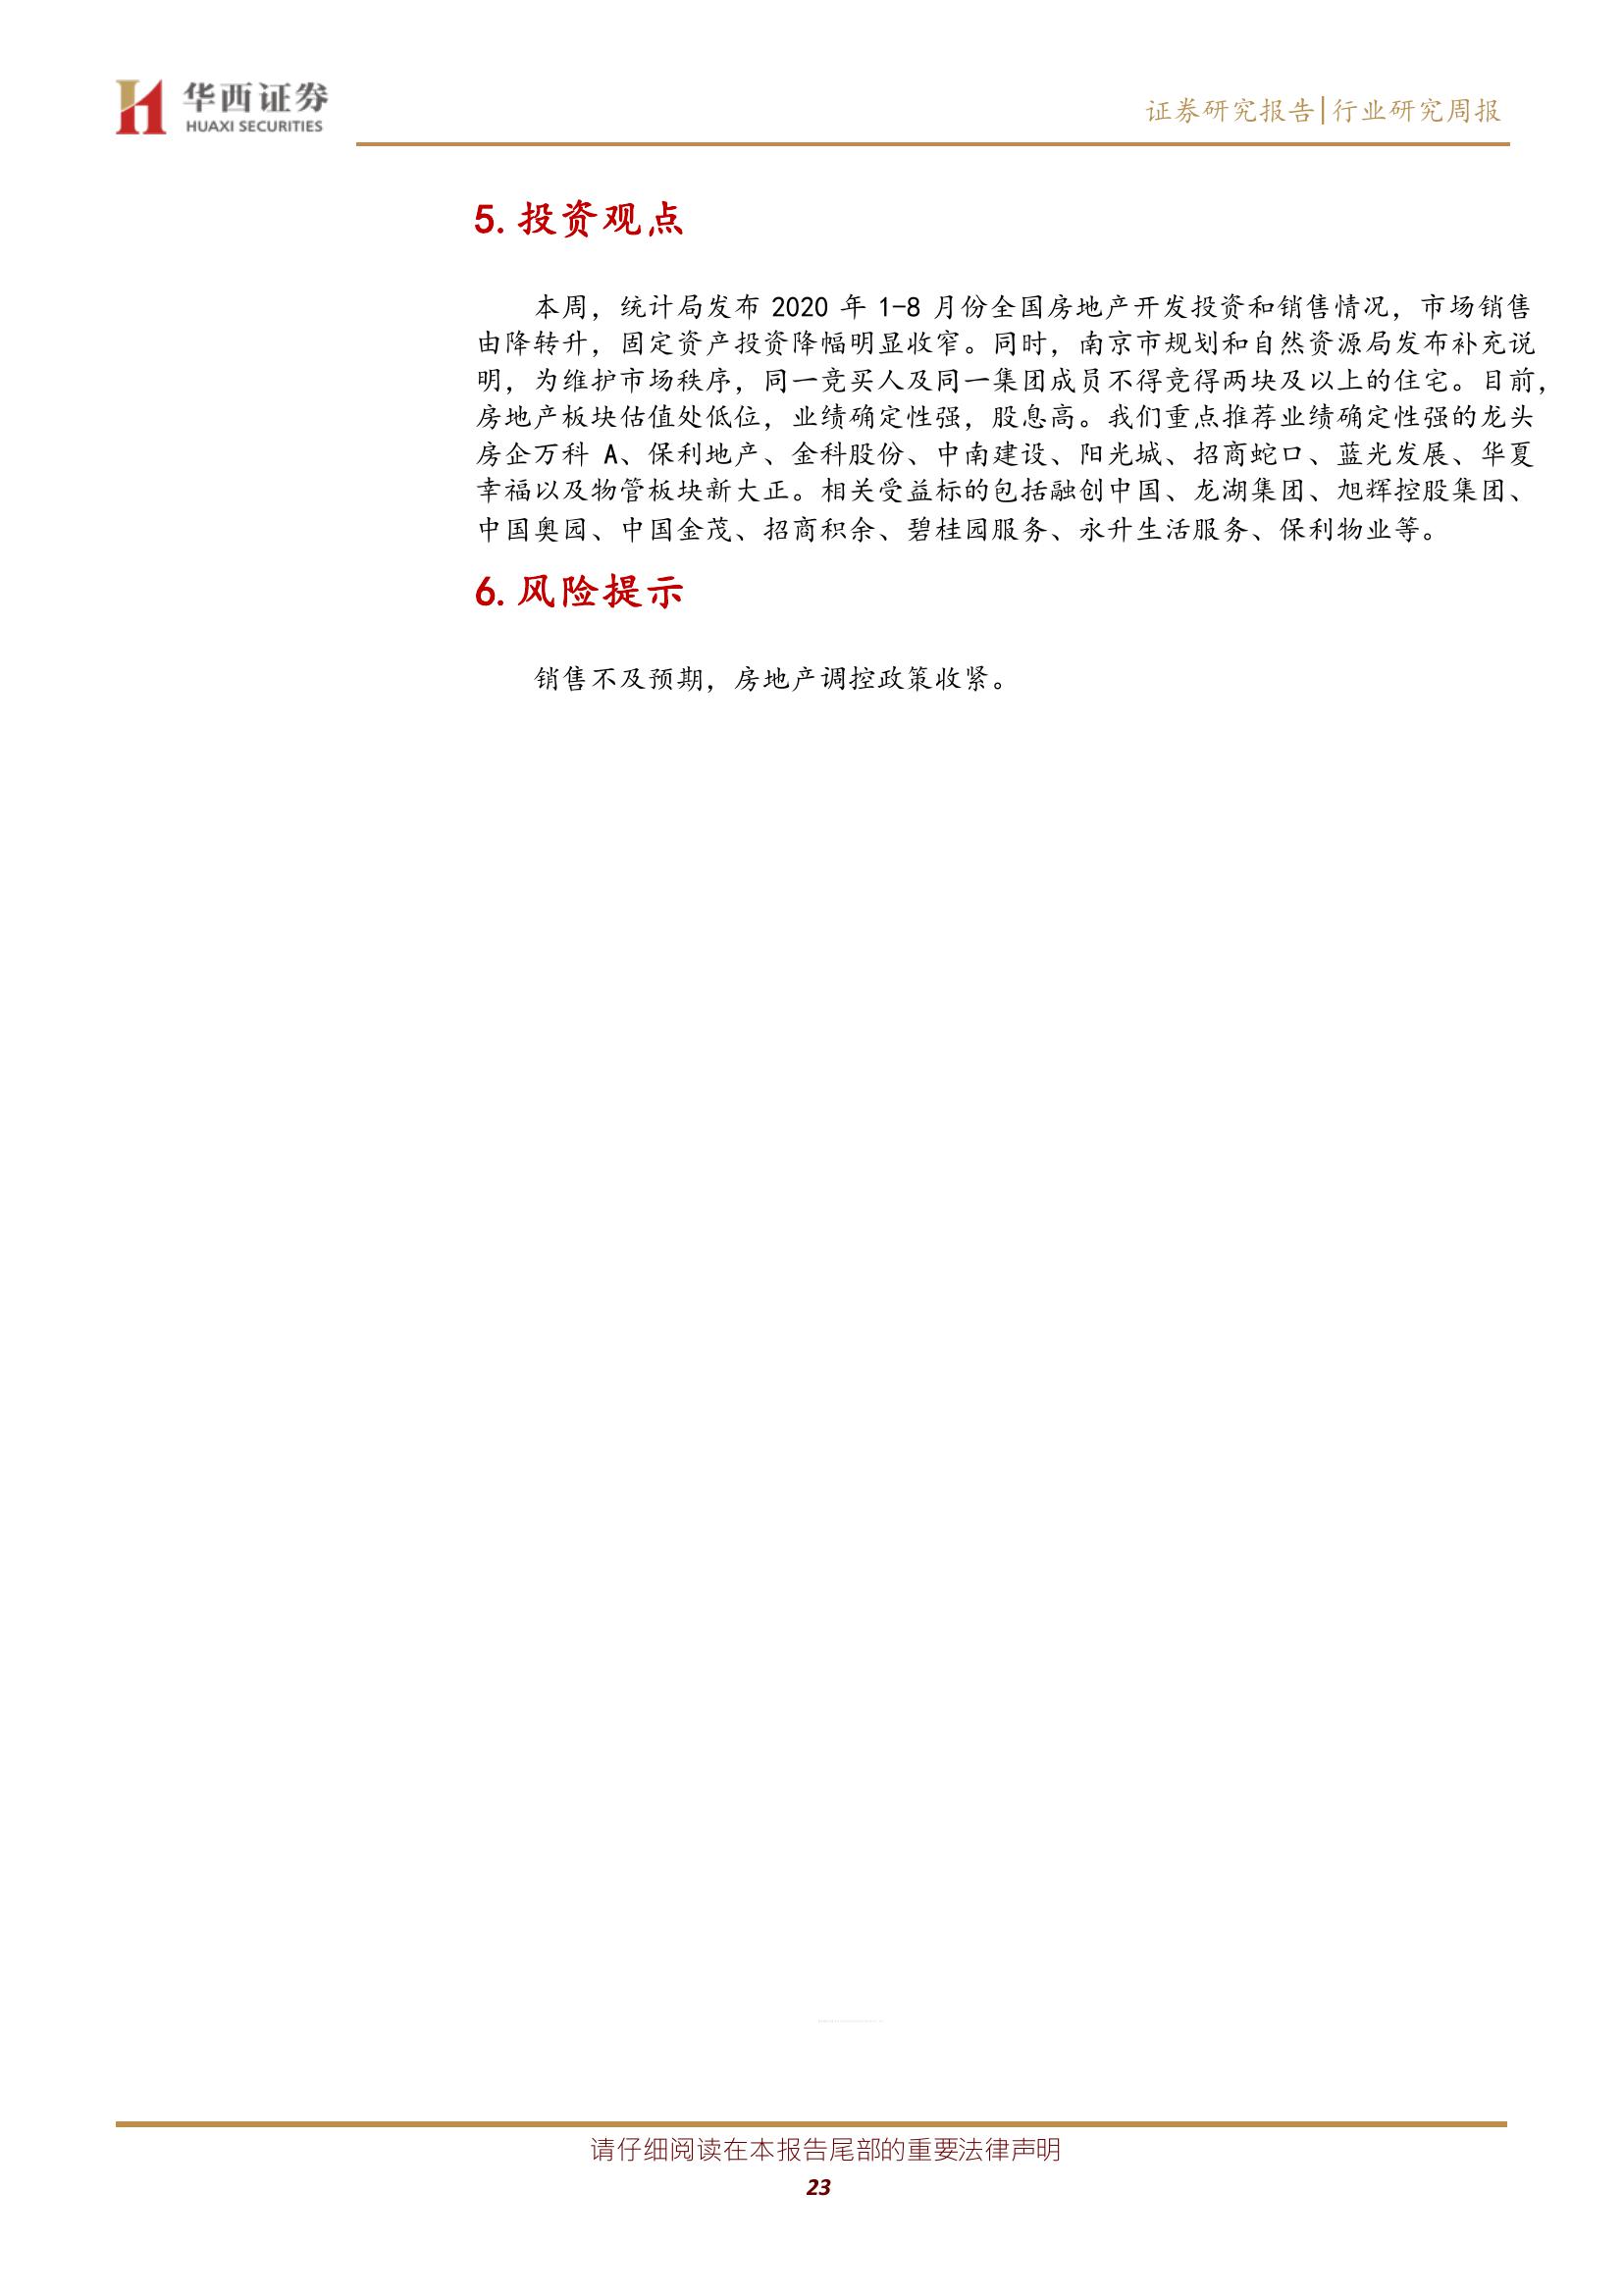 华西证券
HUAXI SECURITIES
证券研究报告|行业研究周报
5.投资观点
本周，统计局发布 2020 年 1-8 月份全国房地产开发投资和销售情况，市场销售
由降转升，固定资产投资降幅明显收窄。同时，南京市规划和自然资源局发布补充说
明，为维护市场秩序，同一竞买人及同一集团成员不得竞得两块及以上的住宅。目前，
房地产板块估值处低位，业绩确定性强，股息高。我们重点推荐业绩确定性强的龙头
房企万科 A、保利地产、金科股份、中南建设、阳光城、招商蛇口、蓝光发展、华夏
幸福以及物管板块新大正。相关受益标的包括融创中国、龙湖集团、旭辉控股集团、
中国奥园、中国金茂、招商积余、碧桂园服务、永升生活服务、保利物业等。
6.风险提示
销售不及预期，房地产调控政策收紧。
请仔细阅读在本报告尾部的重要法律声明
23